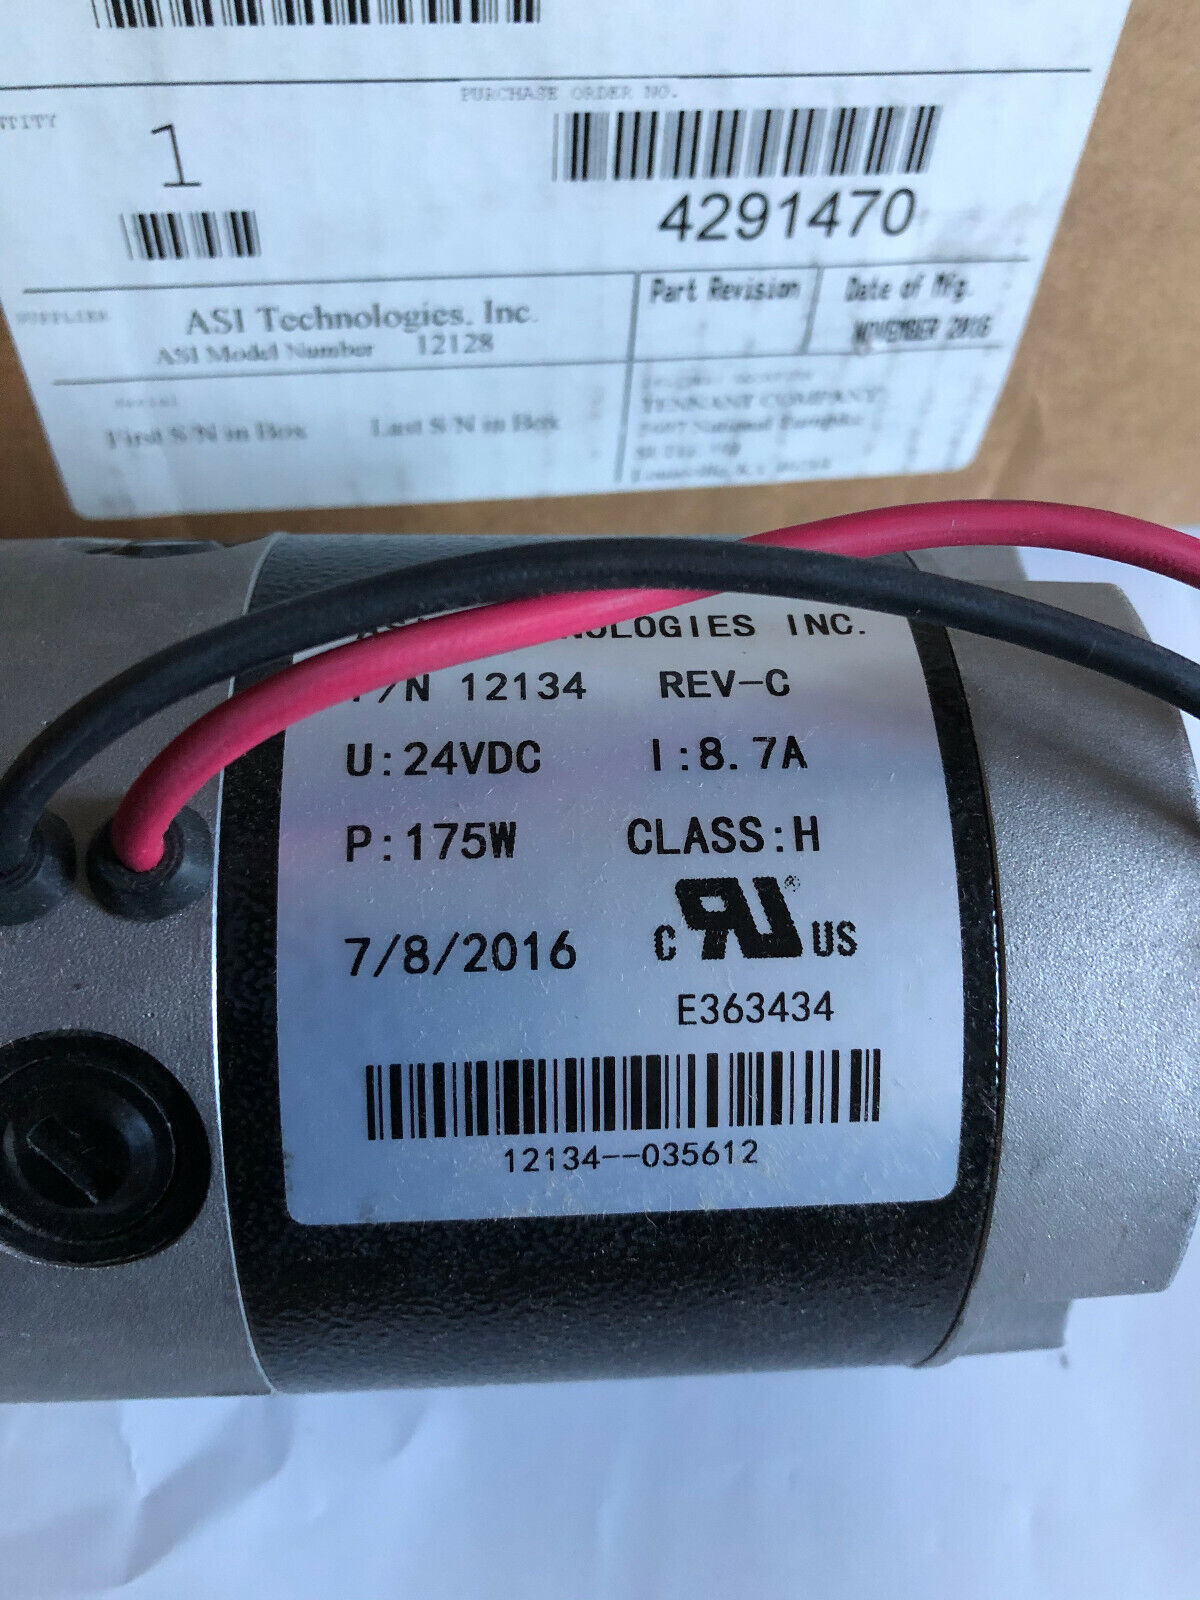 PURCHASE ORDER NO.
1
4291470
ASI Technologies, Inc.
ASI Model Number 12128
Part Revision
Date of Mfg.
NOVEMBER 2016
First S/N in Box
Last S/N in Box
TENNANT COMPANY
INC.
P/N 12134 REV-C
U:24VDC I:8.7A
P:175W CLASS:H
7/8/2016
C RU ® US
E363434
12134--035612